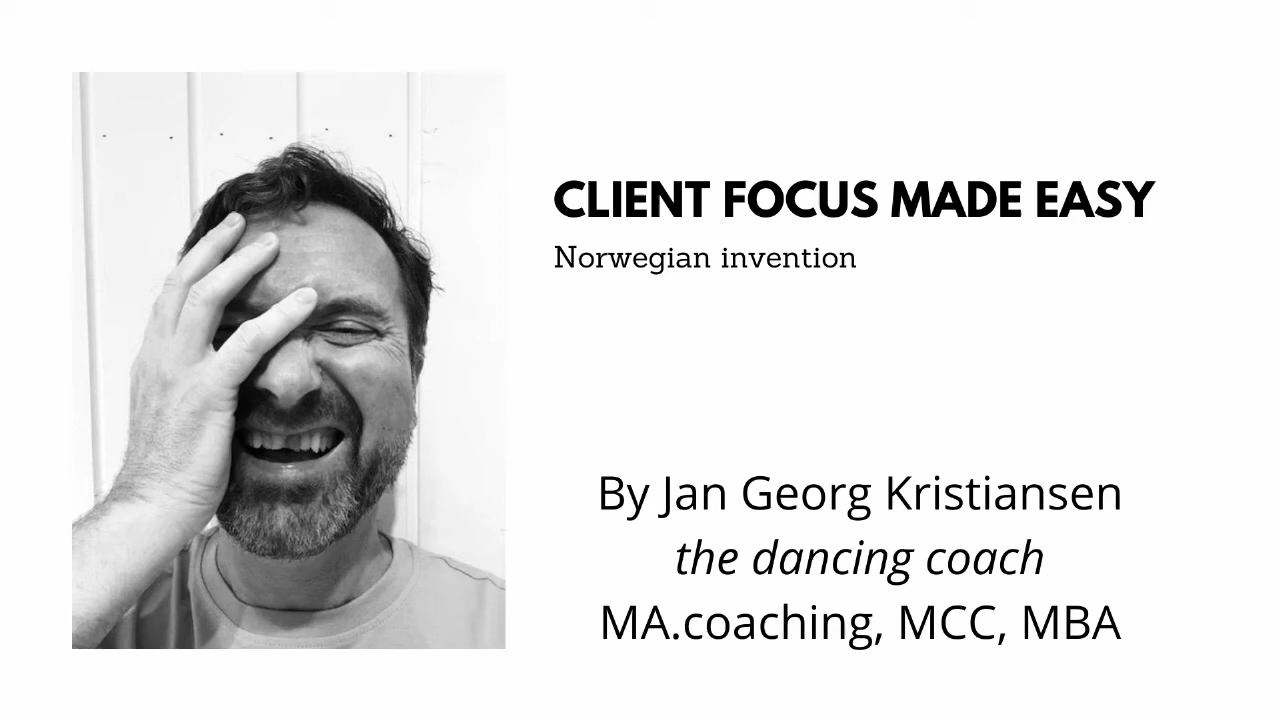 CLIENT FOCUS MADE EASY
Norwegian invention
By Jan Georg Kristiansen
the dancing coach
MA.coaching, MCC, MBA